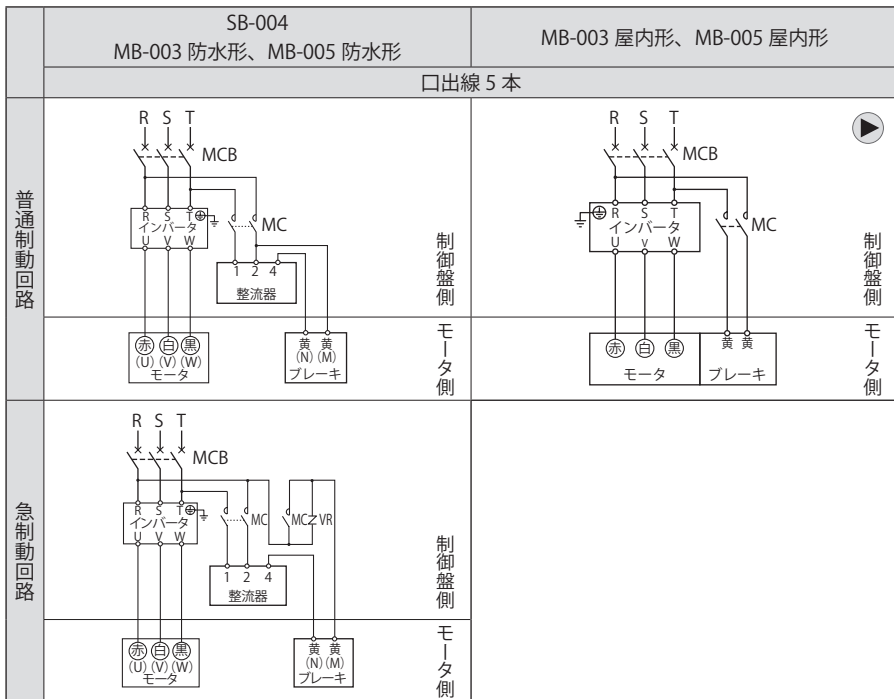 SB-004
MB-003 防水形、MB-005 防水形
MB-003 屋内形、MB-005 屋内形
口出線 5 本
普通制動回路
R S T
MCB
R S T
インバータ
U V W
MC
1 2 4
整流器
制御盤側
赤 白 黒
(U) (V) (W)
モータ
黄 黄
(N) (M)
ブレーキ
モータ側
R S T
MCB
R S T
インバータ
U V W
MC
制御盤側
赤 白 黒
モータ
黄 黄
ブレーキ
モータ側
急制動回路
R S T
MCB
R S T
インバータ
U V W
MC
MC
VR
1 2 4
整流器
制御盤側
赤 白 黒
(U) (V) (W)
モータ
黄 黄
(N) (M)
ブレーキ
モータ側